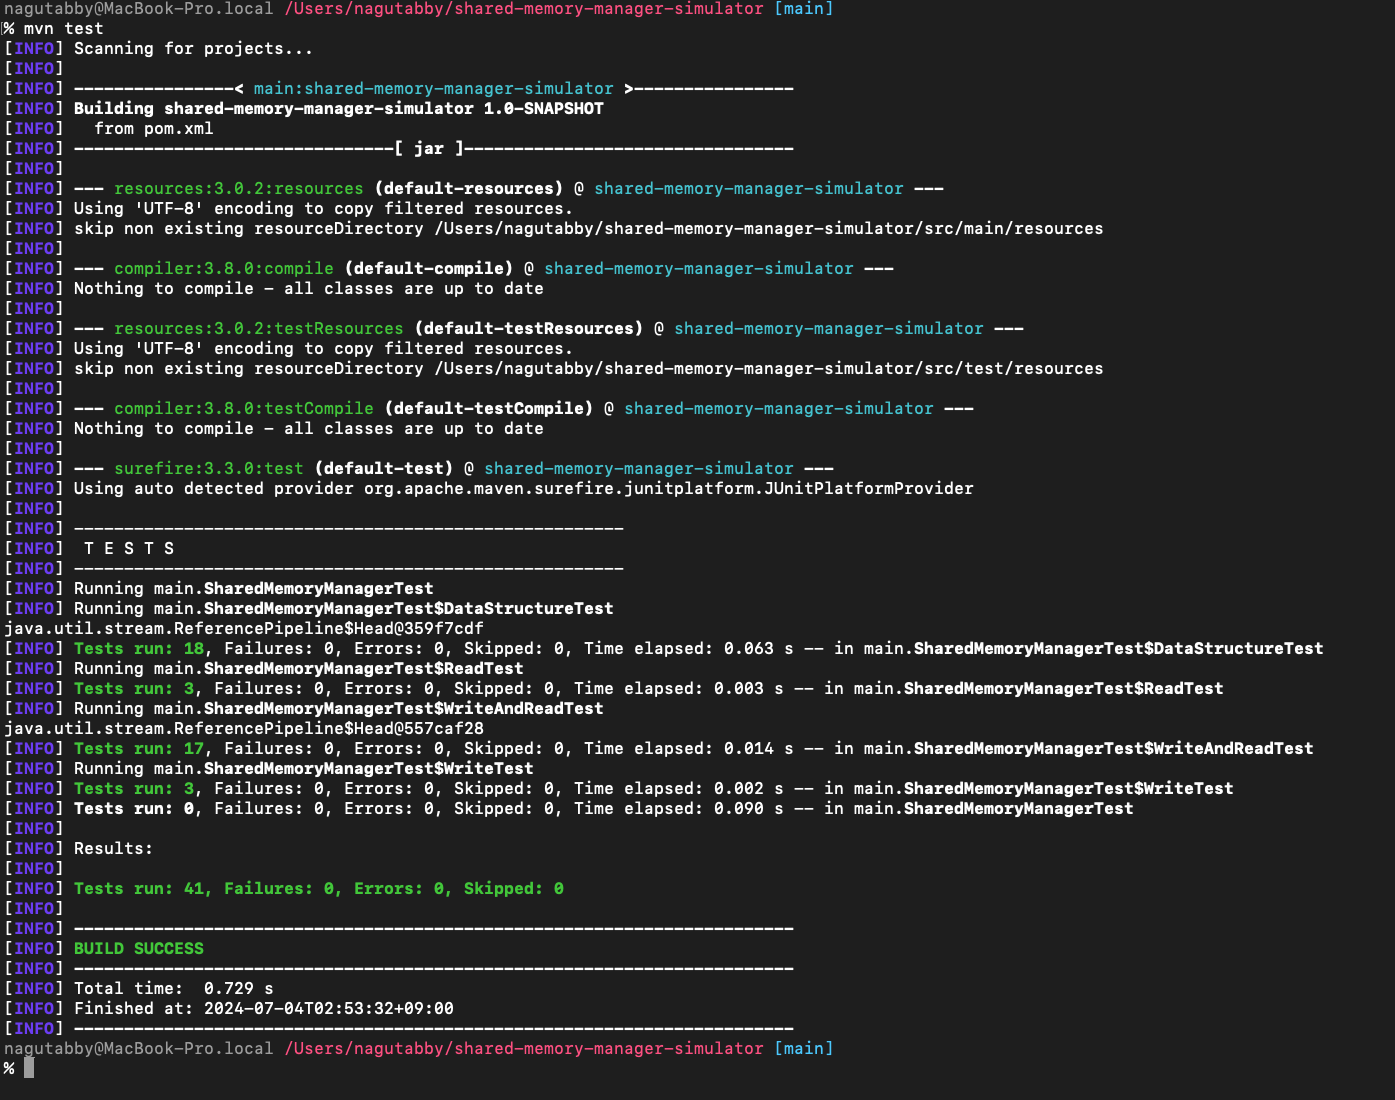 nagutabby@MacBook-Pro.local /Users/nagutabby/shared-memory-manager-simulator [main]
% mvn test
[INFO] Scanning for projects...
[INFO]
[INFO] ----------------< main:shared-memory-manager-simulator >----------------
[INFO] Building shared-memory-manager-simulator 1.0-SNAPSHOT
[INFO]   from pom.xml
[INFO] --------------------------------[ jar ]---------------------------------
[INFO]
[INFO] --- resources:3.0.2:resources (default-resources) @ shared-memory-manager-simulator ---
[INFO] Using 'UTF-8' encoding to copy filtered resources.
[INFO] skip non existing resourceDirectory /Users/nagutabby/shared-memory-manager-simulator/src/main/resources
[INFO]
[INFO] --- compiler:3.8.0:compile (default-compile) @ shared-memory-manager-simulator ---
[INFO] Nothing to compile - all classes are up to date
[INFO]
[INFO] --- resources:3.0.2:testResources (default-testResources) @ shared-memory-manager-simulator ---
[INFO] Using 'UTF-8' encoding to copy filtered resources.
[INFO] skip non existing resourceDirectory /Users/nagutabby/shared-memory-manager-simulator/src/test/resources
[INFO]
[INFO] --- compiler:3.8.0:testCompile (default-testCompile) @ shared-memory-manager-simulator ---
[INFO] Nothing to compile - all classes are up to date
[INFO]
[INFO] --- surefire:3.3.0:test (default-test) @ shared-memory-manager-simulator ---
[INFO] Using auto detected provider org.apache.maven.surefire.junitplatform.JUnitPlatformProvider
[INFO]
[INFO] -------------------------------------------------------
[INFO]  T E S T S
[INFO] -------------------------------------------------------
[INFO] Running main.SharedMemoryManagerTest
[INFO] Running main.SharedMemoryManagerTest$DataStructureTest
java.util.stream.ReferencePipeline$Head@359f7cdf
[INFO] Tests run: 18, Failures: 0, Errors: 0, Skipped: 0, Time elapsed: 0.063 s -- in main.SharedMemoryManagerTest$DataStructureTest
[INFO] Running main.SharedMemoryManagerTest$ReadTest
[INFO] Tests run: 3, Failures: 0, Errors: 0, Skipped: 0, Time elapsed: 0.003 s -- in main.SharedMemoryManagerTest$ReadTest
[INFO] Running main.SharedMemoryManagerTest$WriteAndReadTest
java.util.stream.ReferencePipeline$Head@557caf28
[INFO] Tests run: 17, Failures: 0, Errors: 0, Skipped: 0, Time elapsed: 0.014 s -- in main.SharedMemoryManagerTest$WriteAndReadTest
[INFO] Running main.SharedMemoryManagerTest$WriteTest
[INFO] Tests run: 3, Failures: 0, Errors: 0, Skipped: 0, Time elapsed: 0.002 s -- in main.SharedMemoryManagerTest$WriteTest
[INFO] Tests run: 0, Failures: 0, Errors: 0, Skipped: 0, Time elapsed: 0.090 s -- in main.SharedMemoryManagerTest
[INFO]
[INFO] Results:
[INFO]
[INFO] Tests run: 41, Failures: 0, Errors: 0, Skipped: 0
[INFO]
[INFO] ------------------------------------------------------------------------
[INFO] BUILD SUCCESS
[INFO] ------------------------------------------------------------------------
[INFO] Total time:  0.729 s
[INFO] Finished at: 2024-07-04T02:53:32+09:00
[INFO] ------------------------------------------------------------------------
nagutabby@MacBook-Pro.local /Users/nagutabby/shared-memory-manager-simulator [main]
%